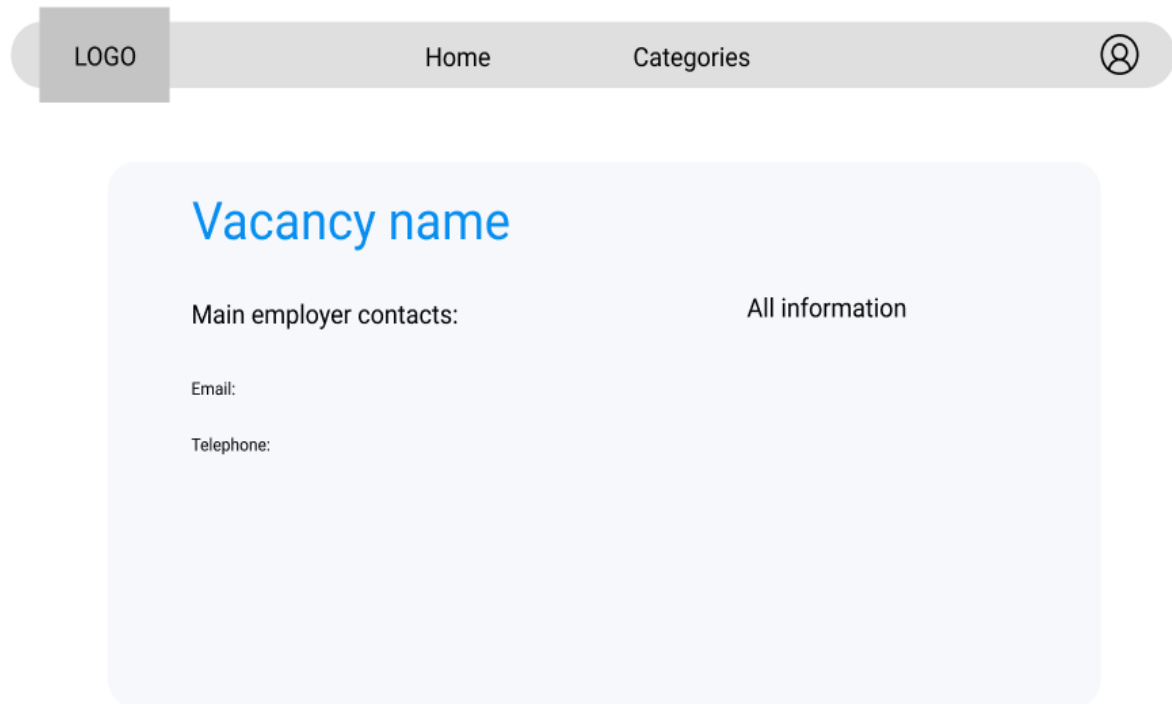 LOGO
Home
Categories
Vacancy name
Main employer contacts:
All information
Email:
Telephone: